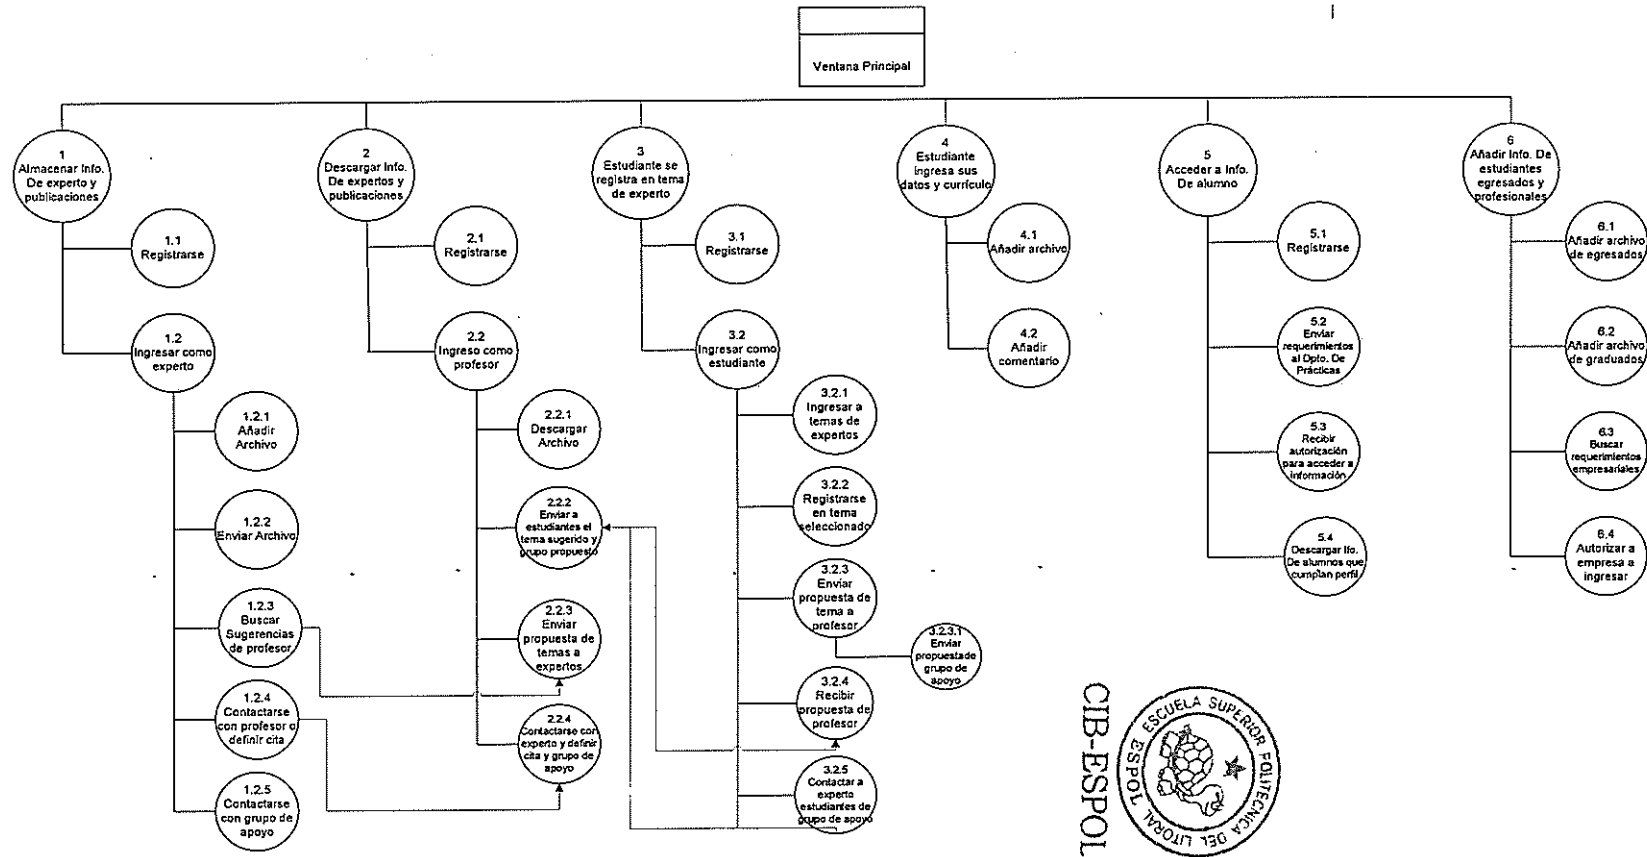 Ventana Principal
1
Almacenar Info.
De experto y
publicaciones
2
Descargar Info.
De expertos y
publicaciones
3
Estudiante se
registra en tema
de experto
4
Estudiante
ingresa sus
datos y currículo
5
Acceder a Info.
De alumno
6
Añadir Info. De
estudiantes
egresados y
profesionales
1.1
Registrarse
1.2
Ingresar como
experto
1.2.1
Añadir
Archivo
1.2.2
Enviar Archivo
1.2.3
Buscar
Sugerencias
de profesor
1.2.4
Contactarse
con profesor o
definir cita
1.2.5
Contactarse
con grupo de
apoyo
2.1
Registrarse
2.2
Ingreso como
profesor
2.2.1
Descargar
Archivo
2.2.2
Enviar a
estudiantes el
tema sugerido y
grupo propuesto
2.2.3
Enviar
propuesta de
temas a
expertos
2.2.4
Contactarse con
experto y definir
cita y grupo de
apoyo
3.1
Registrarse
3.2
Ingresar como
estudiante
3.2.1
Ingresar a
temas de
expertos
3.2.2
Registrarse
en tema
seleccionado
3.2.3
Enviar
propuesta de
tema a
profesor
3.2.3.1
Enviar
propuestade
grupo de
apoyo
3.2.4
Recibir
propuesta de
profesor
3.2.5
Contactar a
experto
estudiantes de
grupo de apoyo
4.1
Añadir archivo
4.2
Añadir
comentario
5.1
Registrarse
5.2
Enviar
requerimientos
al Dpto. De
Prácticas
5.3
Recibir
autorización
para acceder a
información
5.4
Descargar Ifo.
De alumnos que
cumplan perfil
6.1
Añadir archivo
de egresados
6.2
Añadir archivo
de graduados
6.3
Buscar
requerimientos
empresariales
6.4
Autorizar a
empresa a
ingresar
CIB-ESPOL
ESCUELA SUPERIOR POLITECNICA DEL LITORAL
ESPOL